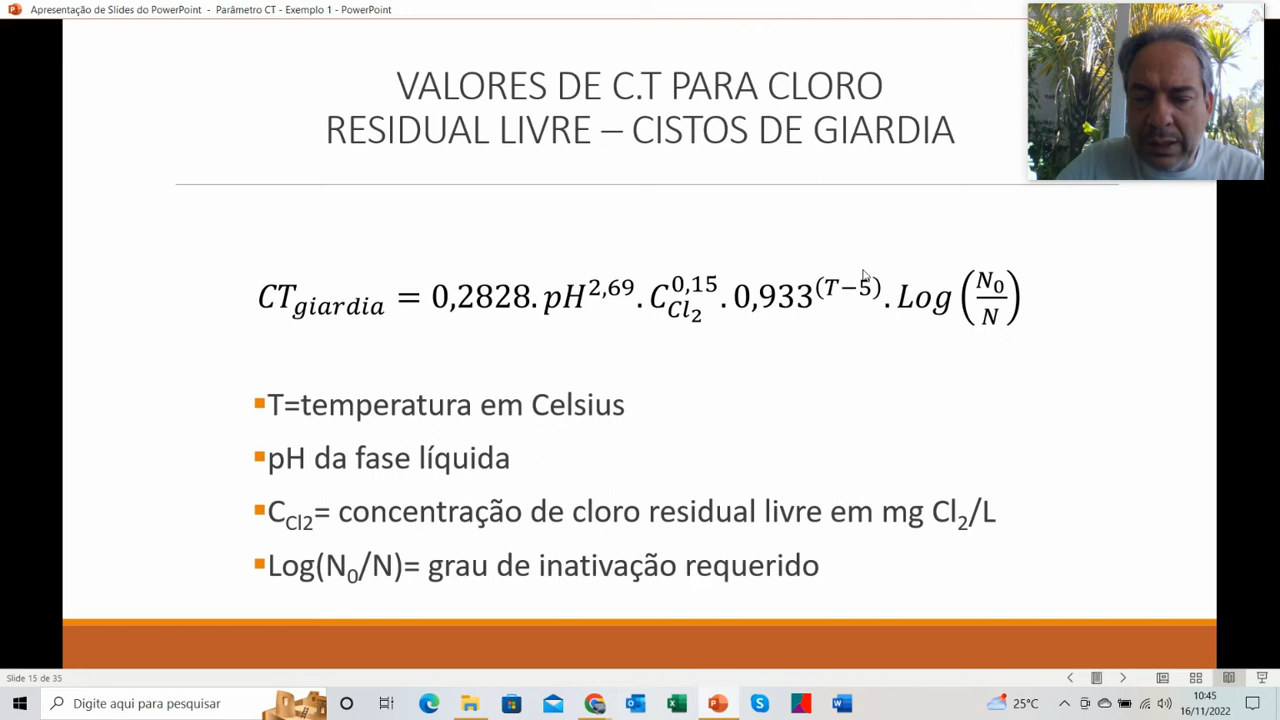 Apresentação de Slides do PowerPoint - Parâmetro CT - Exemplo 1 - PowerPoint
VALORES DE C.T PARA CLORO
RESIDUAL LIVRE – CISTOS DE GIARDIA
CT_giardia = 0,2828. pH^2,69. C_Cl₂^0,15. 0,933^(T−5). Log (N₀/N)
▪T=temperatura em Celsius
▪pH da fase líquida
▪C_Cl2= concentração de cloro residual livre em mg Cl₂/L
▪Log(N₀/N)= grau de inativação requerido
Slide 15 de 35
Digite aqui para pesquisar
25°C
10:45
16/11/2022